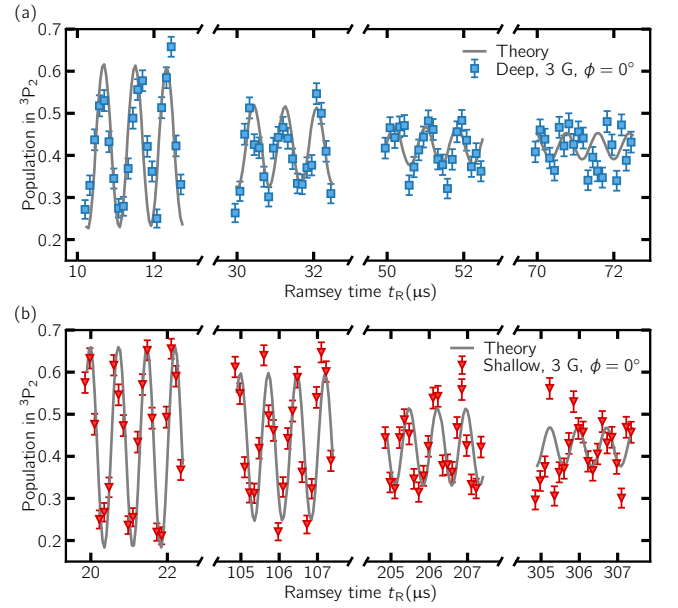 (a)
Population in ³P₂
0.7
0.6
0.5
0.4
0.3
0.2
Theory
Deep, 3 G, ϕ = 0°
10 12 30 32 50 52 70 72
Ramsey time t_R(μs)
(b)
Population in ³P₂
0.7
0.6
0.5
0.4
0.3
0.2
Theory
Shallow, 3 G, ϕ = 0°
20 22 105 106 107 205 206 207 305 306 307
Ramsey time t_R(μs)